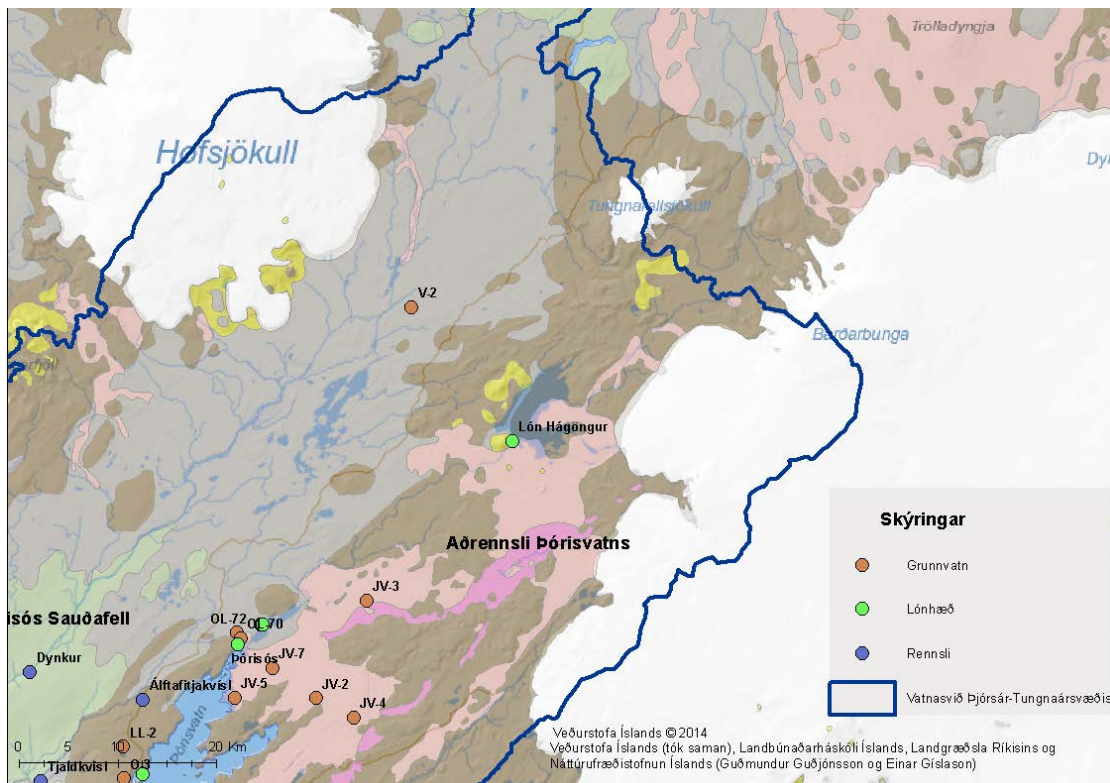 Trölladyngja
Hofsjökull
Tungnafellsjökull
V-2
Bárðarbunga
Lón Hágöngur
Aðrennsli Þórisvatns
JV-3
isós Sauðafell
OL-72
OL-70
Dynkur
Þórisós
JV-7
Álftafitjakvísl
JV-5
JV-2
JV-4
LL-2
Þórisvatn
0 5 10 20 Km
Tjaldkvísl
Skýringar
Grunnvatn
Lónhæð
Rennsli
Vatnasvið Þjórsár-Tungnaársvæðis
Veðurstofa Íslands © 2014
Veðurstofa Íslands (tók saman), Landbúnaðarháskóli Íslands, Landgræðsla Ríkisins og
Náttúrufræðistofnun Íslands (Guðmundur Guðjónsson og Einar Gíslason)